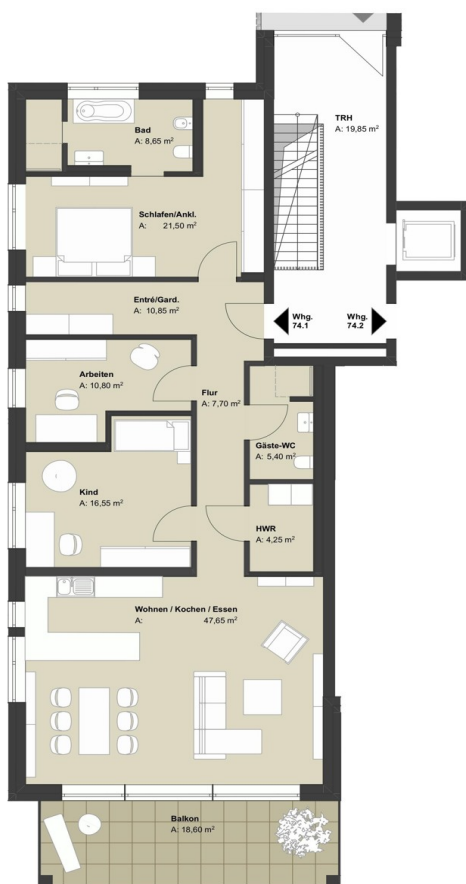 TRH
A: 19,85 m²
Bad
A: 8,65 m²
Schlafen/Ankl.
A: 21,50 m²
Entré/Gard.
A: 10,85 m²
Whg. 74.1
Whg. 74.2
Arbeiten
A: 10,80 m²
Flur
A: 7,70 m²
Gäste-WC
A: 5,40 m²
Kind
A: 16,55 m²
HWR
A: 4,25 m²
Wohnen / Kochen / Essen
A: 47,65 m²
Balkon
A: 18,60 m²